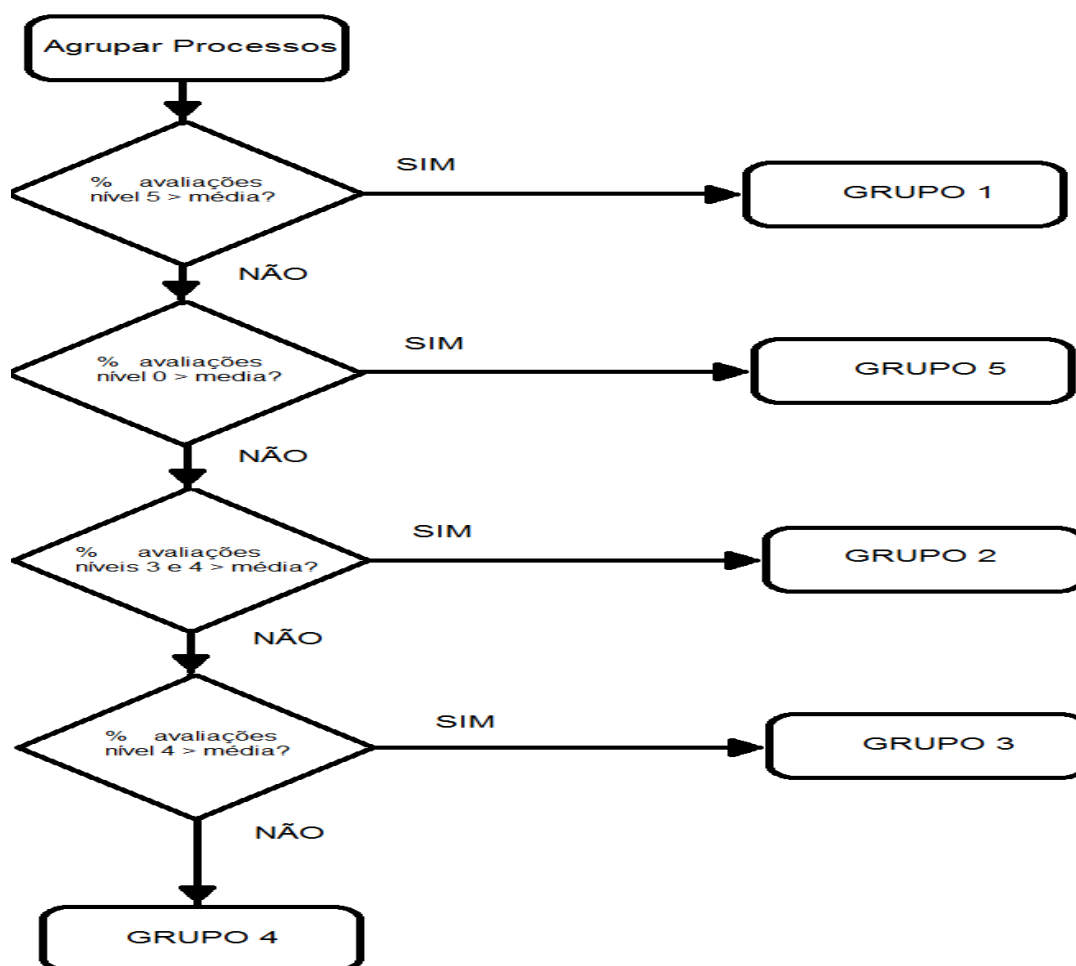 Agrupar Processos
% avaliações
nível 5 > média?
SIM
GRUPO 1
NÃO
% avaliações
nível 0 > media?
SIM
GRUPO 5
NÃO
% avaliações
níveis 3 e 4 > média?
SIM
GRUPO 2
NÃO
% avaliações
nível 4 > média?
SIM
GRUPO 3
NÃO
GRUPO 4